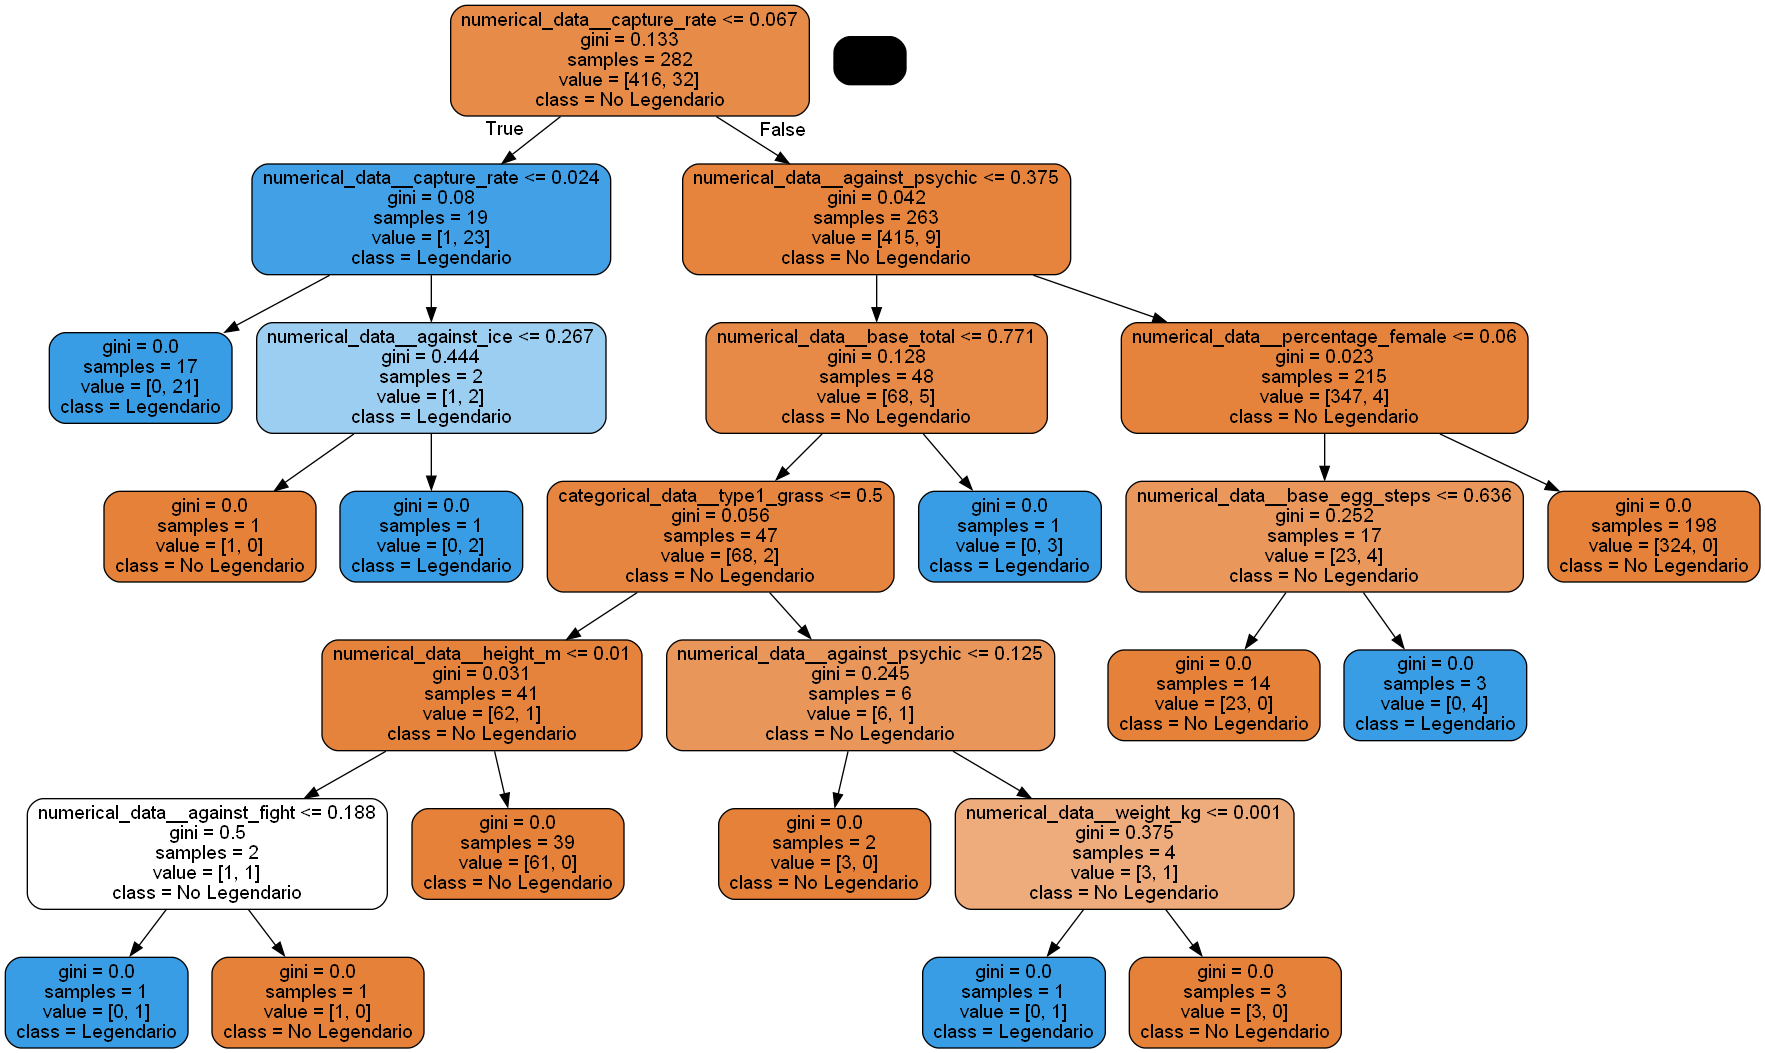 numerical_data__capture_rate <= 0.067
gini = 0.133
samples = 282
value = [416, 32]
class = No Legendario
True
False
numerical_data__capture_rate <= 0.024
gini = 0.08
samples = 19
value = [1, 23]
class = Legendario
numerical_data__against_psychic <= 0.375
gini = 0.042
samples = 263
value = [415, 9]
class = No Legendario
gini = 0.0
samples = 17
value = [0, 21]
class = Legendario
numerical_data__against_ice <= 0.267
gini = 0.444
samples = 2
value = [1, 2]
class = Legendario
numerical_data__base_total <= 0.771
gini = 0.128
samples = 48
value = [68, 5]
class = No Legendario
numerical_data__percentage_female <= 0.06
gini = 0.023
samples = 215
value = [347, 4]
class = No Legendario
gini = 0.0
samples = 1
value = [1, 0]
class = No Legendario
gini = 0.0
samples = 1
value = [0, 2]
class = Legendario
categorical_data__type1_grass <= 0.5
gini = 0.056
samples = 47
value = [68, 2]
class = No Legendario
gini = 0.0
samples = 1
value = [0, 3]
class = Legendario
numerical_data__base_egg_steps <= 0.636
gini = 0.252
samples = 17
value = [23, 4]
class = No Legendario
gini = 0.0
samples = 198
value = [324, 0]
class = No Legendario
numerical_data__height_m <= 0.01
gini = 0.031
samples = 41
value = [62, 1]
class = No Legendario
numerical_data__against_psychic <= 0.125
gini = 0.245
samples = 6
value = [6, 1]
class = No Legendario
gini = 0.0
samples = 14
value = [23, 0]
class = No Legendario
gini = 0.0
samples = 3
value = [0, 4]
class = Legendario
numerical_data__against_fight <= 0.188
gini = 0.5
samples = 2
value = [1, 1]
class = No Legendario
gini = 0.0
samples = 39
value = [61, 0]
class = No Legendario
gini = 0.0
samples = 2
value = [3, 0]
class = No Legendario
numerical_data__weight_kg <= 0.001
gini = 0.375
samples = 4
value = [3, 1]
class = No Legendario
gini = 0.0
samples = 1
value = [0, 1]
class = Legendario
gini = 0.0
samples = 1
value = [1, 0]
class = No Legendario
gini = 0.0
samples = 1
value = [0, 1]
class = Legendario
gini = 0.0
samples = 3
value = [3, 0]
class = No Legendario